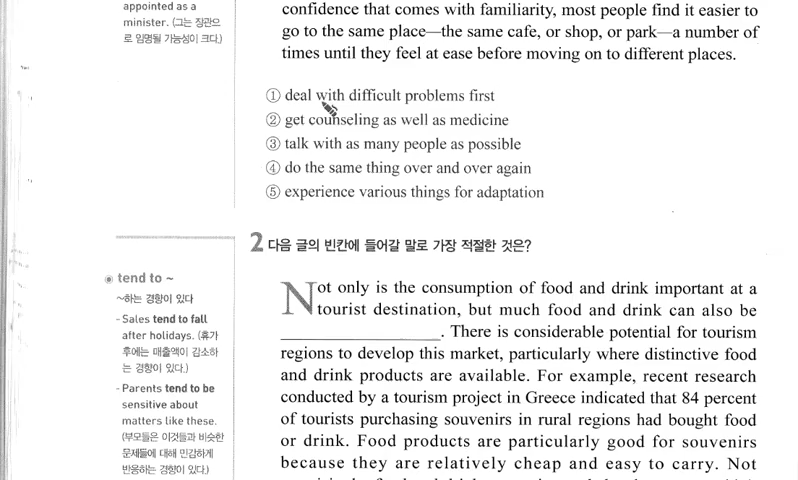 appointed as a
minister. (그는 장관으
로 임명될 가능성이 크다.)
confidence that comes with familiarity, most people find it easier to
go to the same place—the same cafe, or shop, or park—a number of
times until they feel at ease before moving on to different places.
① deal with difficult problems first
② get counseling as well as medicine
③ talk with as many people as possible
④ do the same thing over and over again
⑤ experience various things for adaptation
2 다음 글의 빈칸에 들어갈 말로 가장 적절한 것은?
tend to ~
~하는 경향이 있다
- Sales tend to fall
after holidays. (휴가
후에는 매출액이 감소하
는 경향이 있다.)
- Parents tend to be
sensitive about
matters like these.
(부모들은 이것들과 비슷한
문제들에 대해 민감하게
반응하는 경향이 있다.)
Not only is the consumption of food and drink important at a
tourist destination, but much food and drink can also be
____________________. There is considerable potential for tourism
regions to develop this market, particularly where distinctive food
and drink products are available. For example, recent research
conducted by a tourism project in Greece indicated that 84 percent
of tourists purchasing souvenirs in rural regions had bought food
or drink. Food products are particularly good for souvenirs
because they are relatively cheap and easy to carry. Not